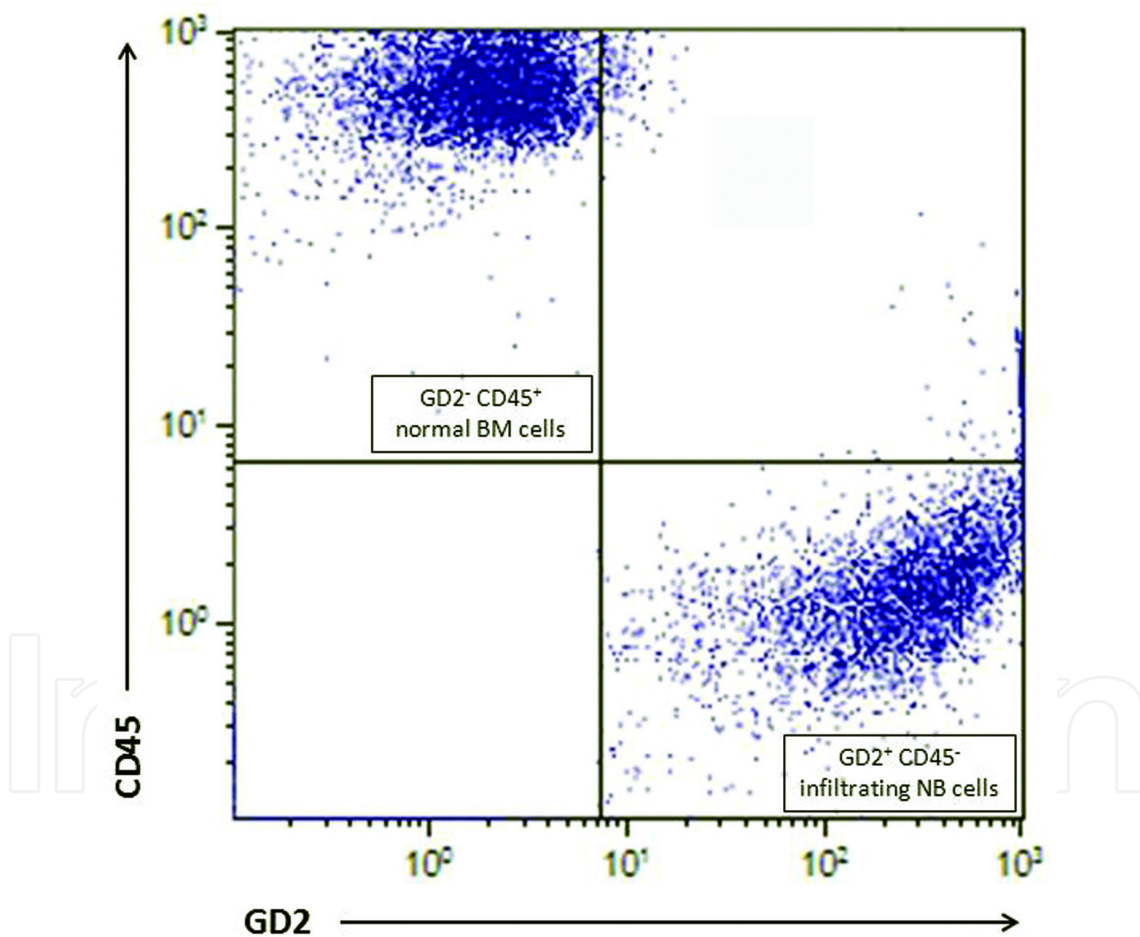 10³
10²
10¹
10⁰
CD45
GD2⁻ CD45⁺
normal BM cells
GD2⁺ CD45⁻
infiltrating NB cells
10⁰ 10¹ 10² 10³
GD2